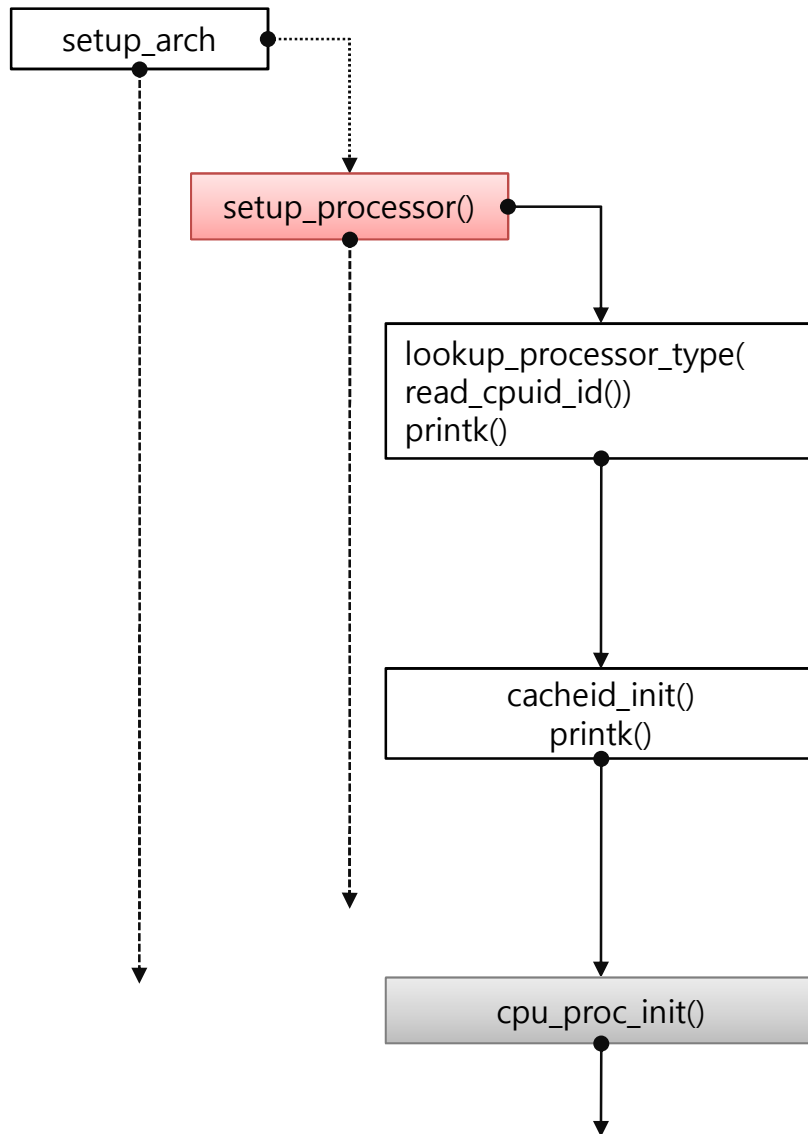 setup_arch
setup_processor()
lookup_processor_type(
read_cpuid_id())
printk()
cacheid_init()
printk()
cpu_proc_init()